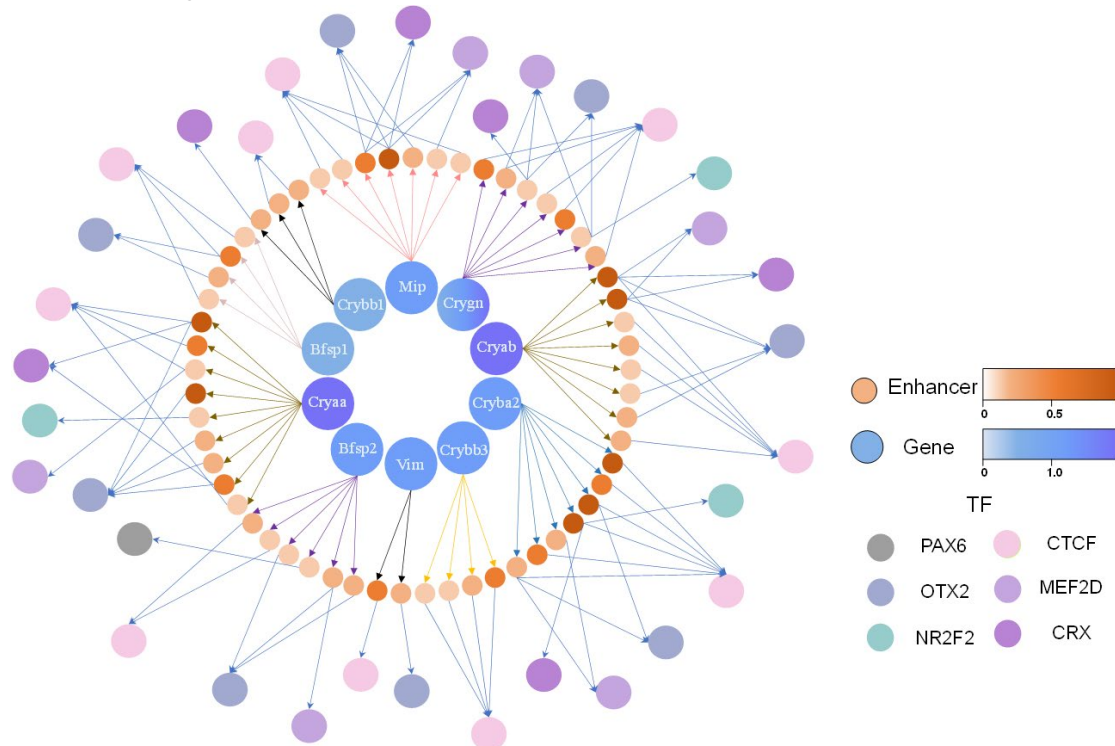 Mip
Crybb1
Crygn
Bfsp1
Cryab
Cryaa
Cryba2
Bfsp2
Vim
Crybb3
Enhancer
0 0.5
Gene
0 1.0
TF
PAX6 CTCF
OTX2 MEF2D
NR2F2 CRX